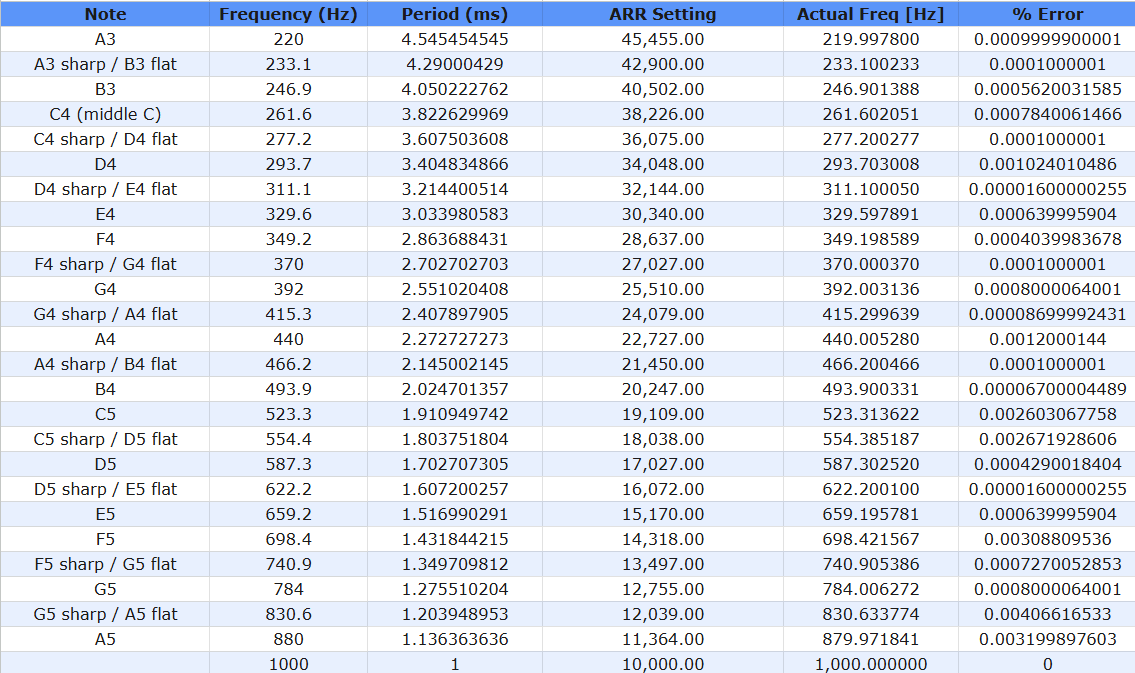 Note Frequency (Hz) Period (ms) ARR Setting Actual Freq [Hz] % Error
A3 220 4.545454545 45,455.00 219.997800 0.0009999900001
A3 sharp / B3 flat 233.1 4.29000429 42,900.00 233.100233 0.0001000001
B3 246.9 4.050222762 40,502.00 246.901388 0.0005620031585
C4 (middle C) 261.6 3.822629969 38,226.00 261.602051 0.0007840061466
C4 sharp / D4 flat 277.2 3.607503608 36,075.00 277.200277 0.0001000001
D4 293.7 3.404834866 34,048.00 293.703008 0.001024010486
D4 sharp / E4 flat 311.1 3.214400514 32,144.00 311.100050 0.00001600000255
E4 329.6 3.033980583 30,340.00 329.597891 0.000639995904
F4 349.2 2.863688431 28,637.00 349.198589 0.0004039983678
F4 sharp / G4 flat 370 2.702702703 27,027.00 370.000370 0.0001000001
G4 392 2.551020408 25,510.00 392.003136 0.0008000064001
G4 sharp / A4 flat 415.3 2.407897905 24,079.00 415.299639 0.00008699992431
A4 440 2.272727273 22,727.00 440.005280 0.0012000144
A4 sharp / B4 flat 466.2 2.145002145 21,450.00 466.200466 0.0001000001
B4 493.9 2.024701357 20,247.00 493.900331 0.00006700004489
C5 523.3 1.910949742 19,109.00 523.313622 0.002603067758
C5 sharp / D5 flat 554.4 1.803751804 18,038.00 554.385187 0.002671928606
D5 587.3 1.702707305 17,027.00 587.302520 0.0004290018404
D5 sharp / E5 flat 622.2 1.607200257 16,072.00 622.200100 0.00001600000255
E5 659.2 1.516990291 15,170.00 659.195781 0.000639995904
F5 698.4 1.431844215 14,318.00 698.421567 0.00308809536
F5 sharp / G5 flat 740.9 1.349709812 13,497.00 740.905386 0.0007270052853
G5 784 1.275510204 12,755.00 784.006272 0.0008000064001
G5 sharp / A5 flat 830.6 1.203948953 12,039.00 830.633774 0.00406616533
A5 880 1.136363636 11,364.00 879.971841 0.003199897603
1000 1 10,000.00 1,000.000000 0